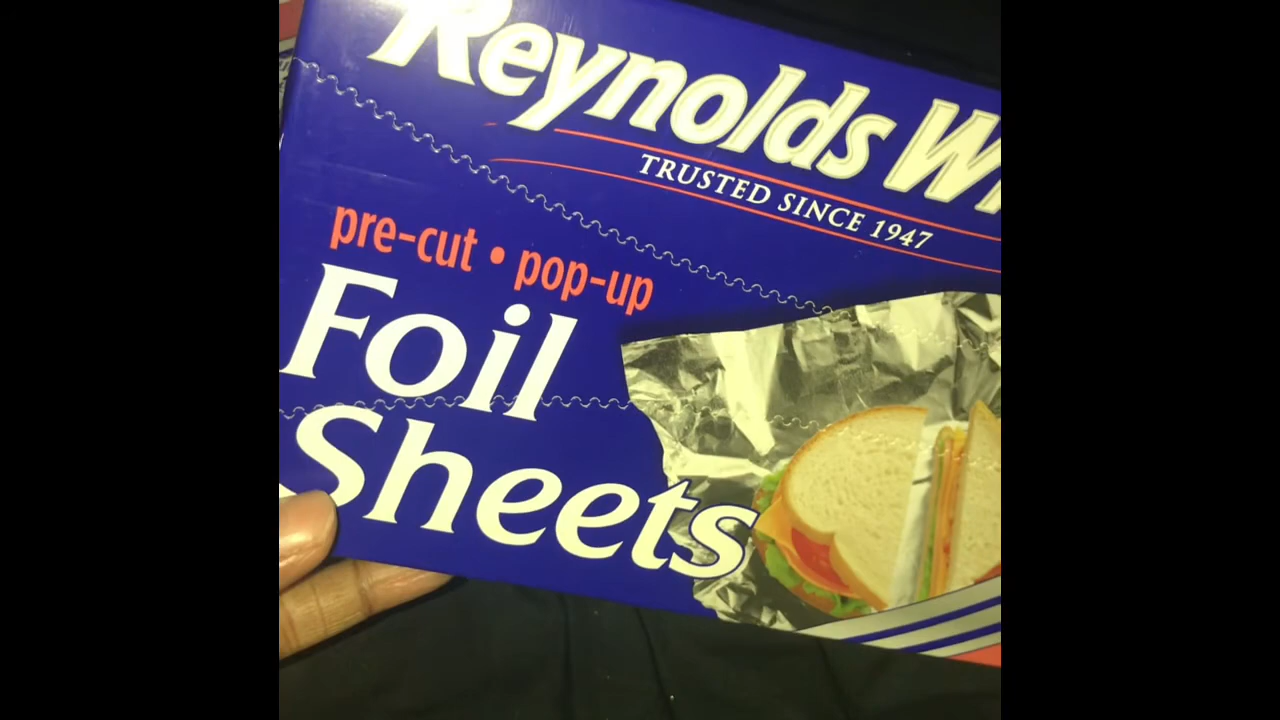 Reynolds W
TRUSTED SINCE 1947
pre-cut • pop-up
Foil
Sheets